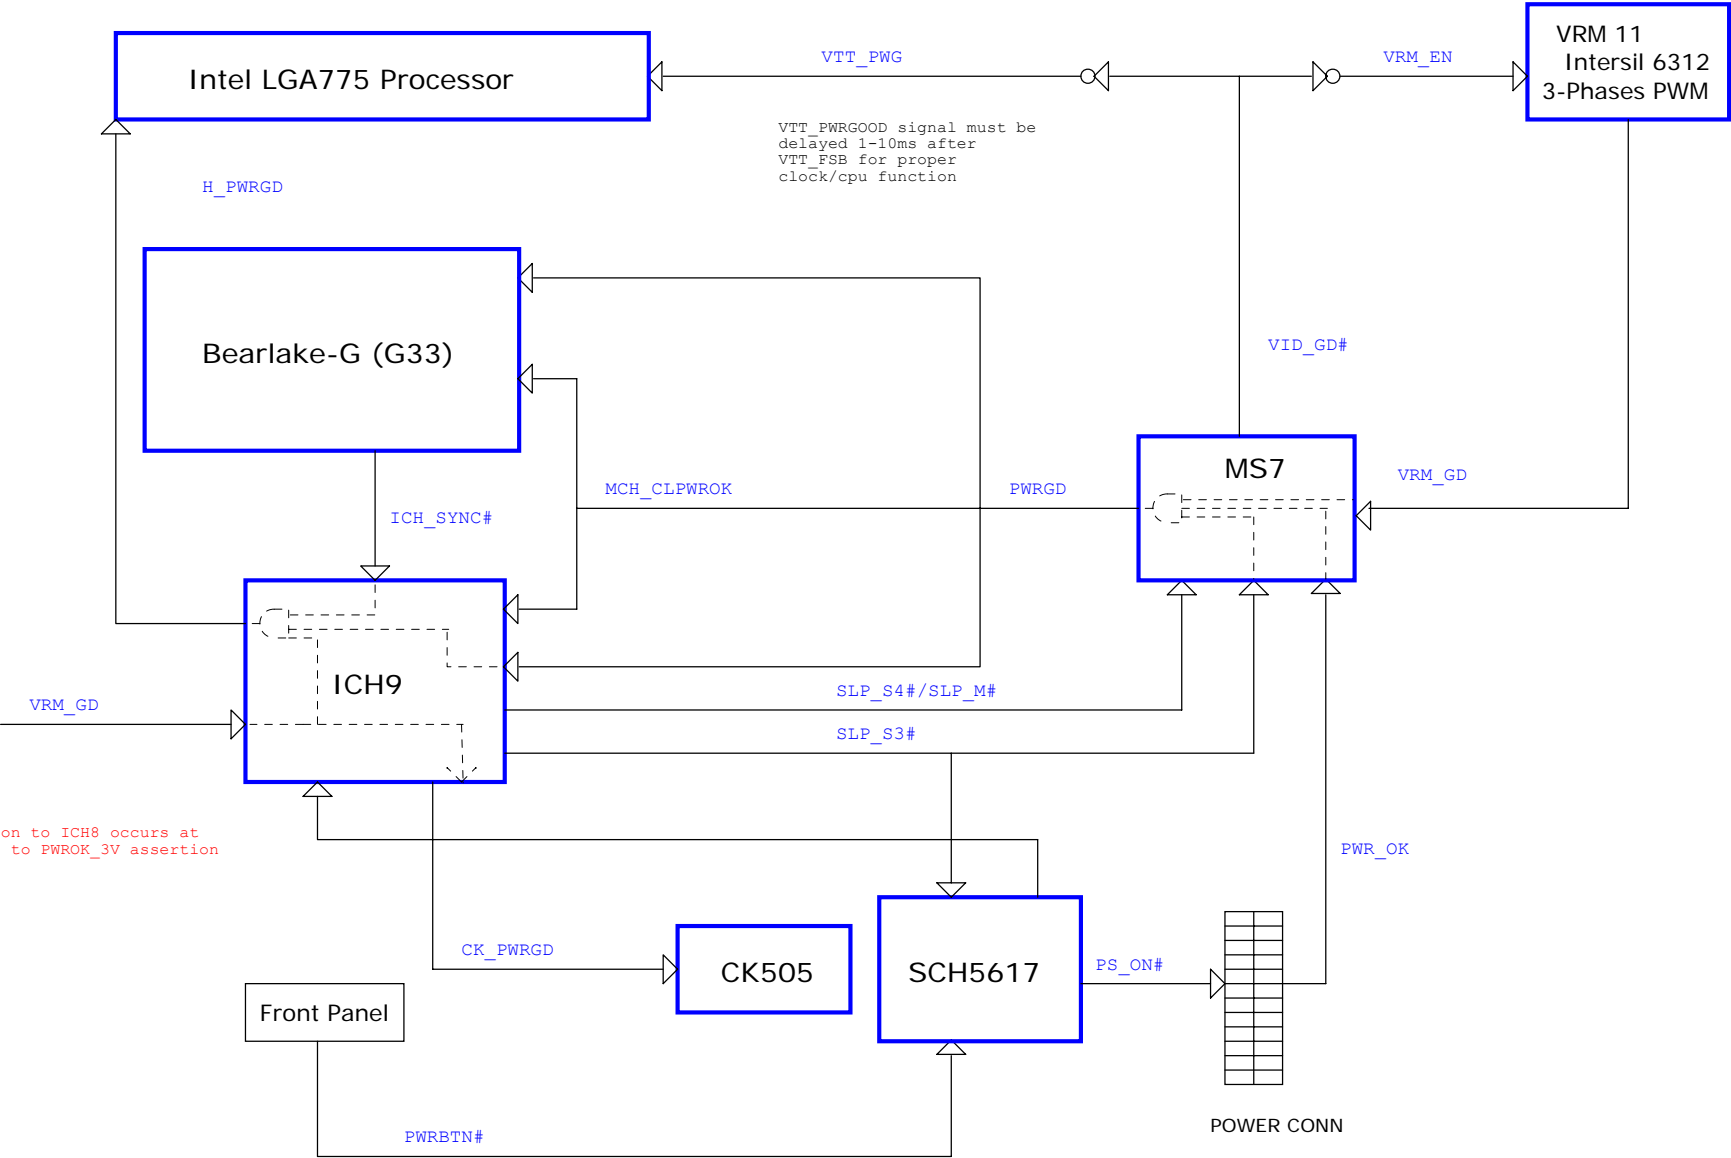 VRM 11
Intersil 6312
3-Phases PWM
Intel LGA775 Processor
VTT_PWG
VRM_EN
VTT_PWRGOOD signal must be
delayed 1-10ms after
VTT_FSB for proper
clock/cpu function
H_PWRGD
Bearlake-G (G33)
VID_GD#
MS7
VRM_GD
MCH_CLPWROK
PWRGD
ICH_SYNC#
ICH9
VRM_GD
SLP_S4#/SLP_M#
SLP_S3#
on to ICH8 occurs at
to PWROK_3V assertion
PWR_OK
CK_PWRGD
CK505
SCH5617
PS_ON#
Front Panel
POWER CONN
PWRBTN#